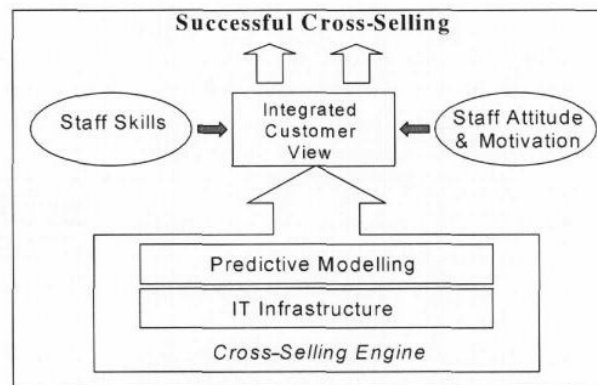 Successful Cross-Selling
Staff Skills
Integrated
Customer
View
Staff Attitude
& Motivation
Predictive Modelling
IT Infrastructure
Cross–Selling Engine